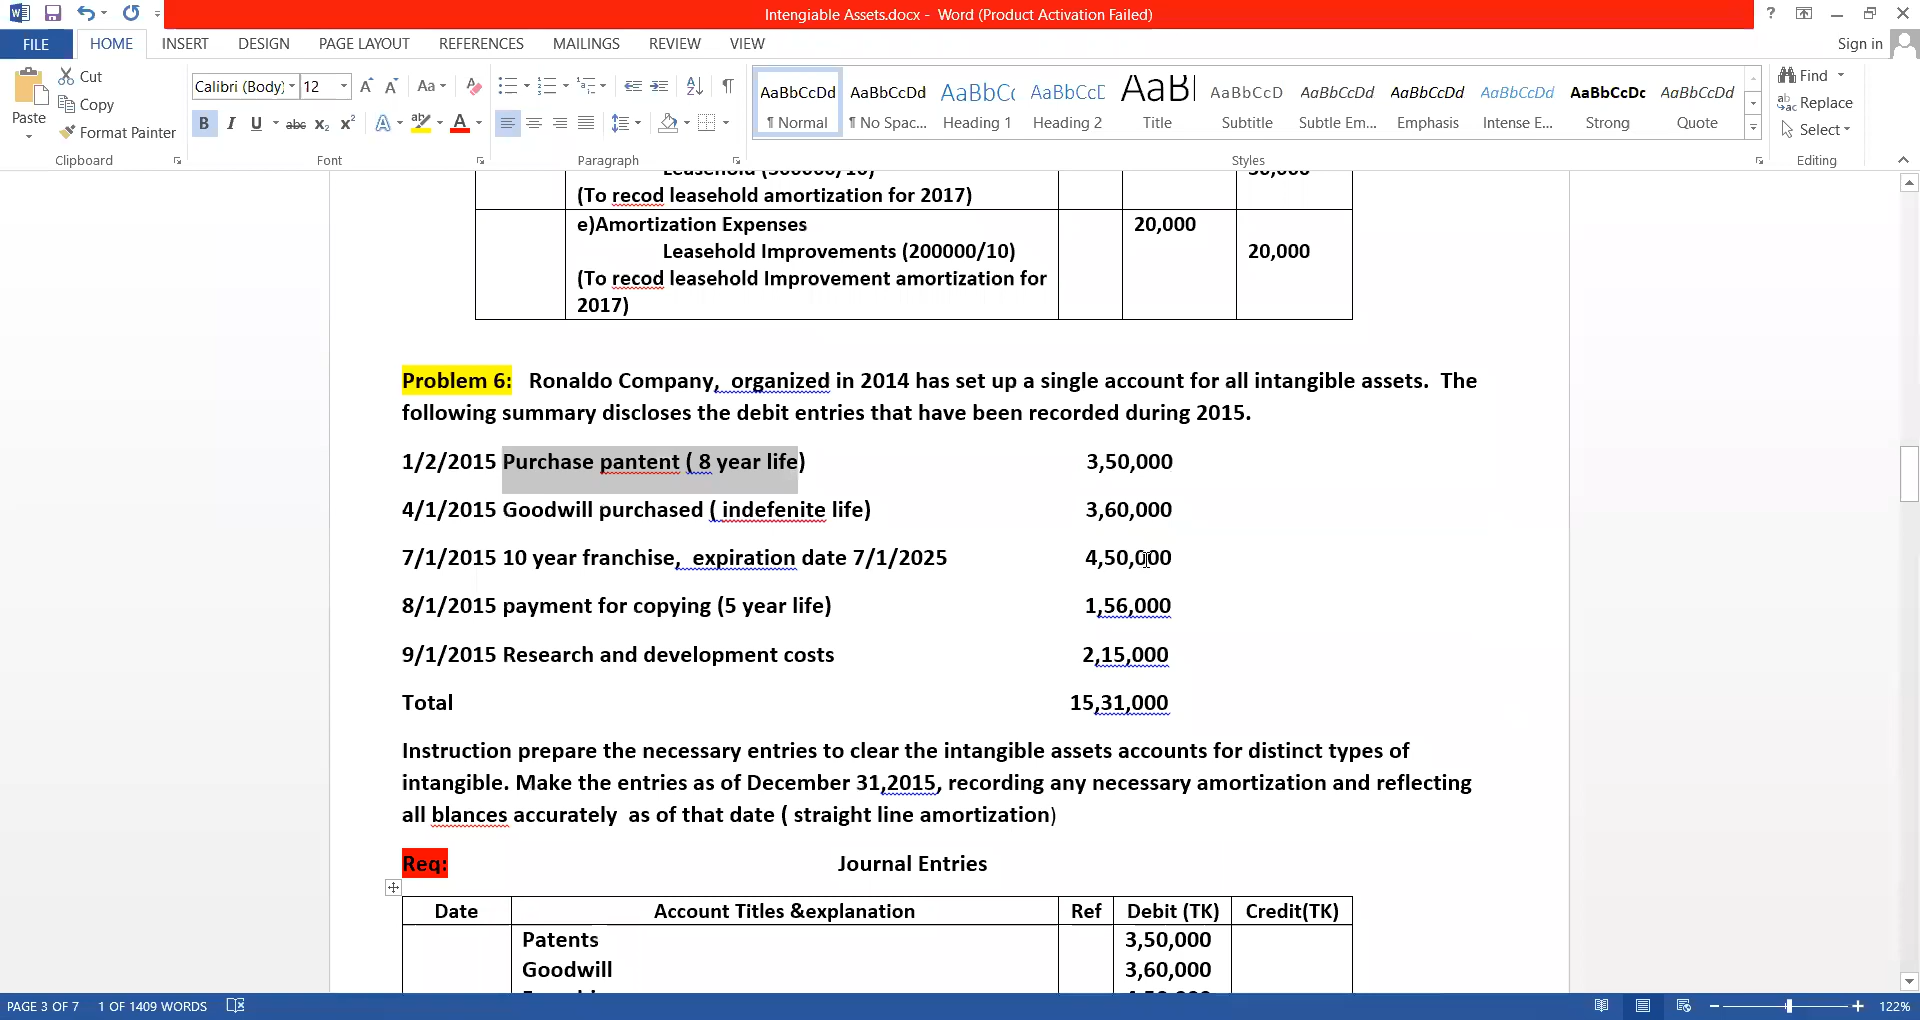 Intengiable Assets.docx - Word (Product Activation Failed)
FILE HOME INSERT DESIGN PAGE LAYOUT REFERENCES MAILINGS REVIEW VIEW Sign in
Paste
Cut
Copy
Format Painter
Clipboard
Calibri (Body) 12
Font
Paragraph
AaBbCcDd AaBbCcDd AaBbCc AaBbCcC AaBl AaBbCcD AaBbCcDd AaBbCcDd AaBbCcDd AaBbCcDc AaBbCcDd
¶ Normal ¶ No Spac... Heading 1 Heading 2 Title Subtitle Subtle Em... Emphasis Intense E... Strong Quote
Styles
Find
Replace
Select
Editing
Leasehold (300000/10) 30,000
(To recod leasehold amortization for 2017)
e)Amortization Expenses 20,000
Leasehold Improvements (200000/10) 20,000
(To recod leasehold Improvement amortization for
2017)
Problem 6: Ronaldo Company, organized in 2014 has set up a single account for all intangible assets. The
following summary discloses the debit entries that have been recorded during 2015.
1/2/2015 Purchase pantent ( 8 year life) 3,50,000
4/1/2015 Goodwill purchased ( indefenite life) 3,60,000
7/1/2015 10 year franchise, expiration date 7/1/2025 4,50,000
8/1/2015 payment for copying (5 year life) 1,56,000
9/1/2015 Research and development costs 2,15,000
Total 15,31,000
Instruction prepare the necessary entries to clear the intangible assets accounts for distinct types of
intangible. Make the entries as of December 31,2015, recording any necessary amortization and reflecting
all blances accurately as of that date ( straight line amortization)
Req: Journal Entries
Date Account Titles &explanation Ref Debit (TK) Credit(TK)
Patents 3,50,000
Goodwill 3,60,000
PAGE 3 OF 7 1 OF 1409 WORDS 122%